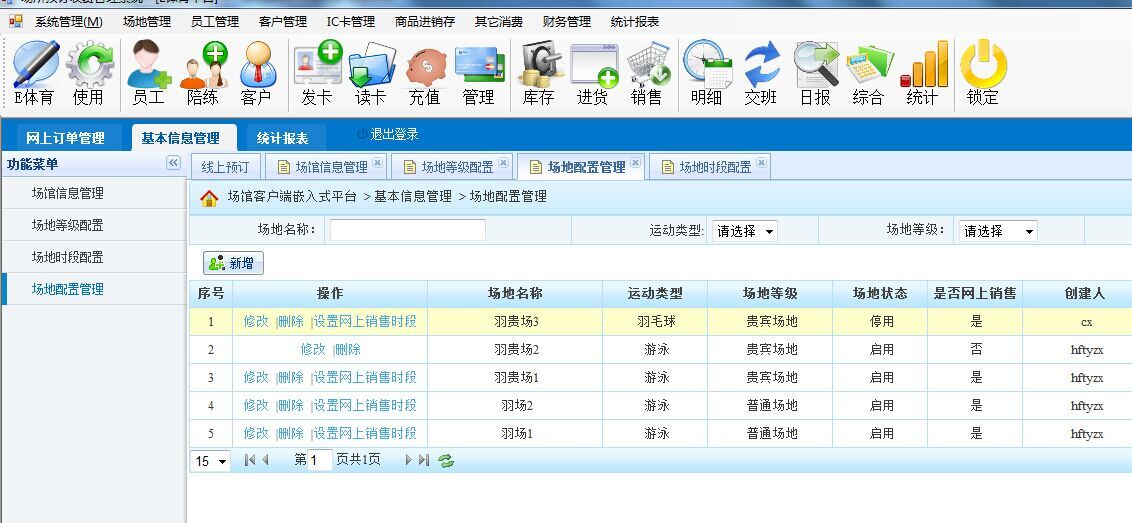 系统管理(M) 场地管理 员工管理 客户管理 IC卡管理 商品进销存 其它消费 财务管理 统计报表
E体育 使用 员工 陪练 客户 发卡 读卡 充值 管理 库存 进货 销售 明细 交班 日报 综合 统计 锁定
网上订单管理 基本信息管理 统计报表 退出登录
功能菜单
场馆信息管理
场地等级配置
场地时段配置
场地配置管理
线上预订 场馆信息管理 场地等级配置 场地配置管理 场地时段配置
场馆客户端嵌入式平台 > 基本信息管理 > 场地配置管理
场地名称: 运动类型: 请选择 场地等级: 请选择
新增
序号 操作 场地名称 运动类型 场地等级 场地状态 是否网上销售 创建人
1 修改 |删除 |设置网上销售时段 羽贵场3 羽毛球 贵宾场地 停用 是 cx
2 修改 |删除 羽贵场2 游泳 贵宾场地 启用 否 hftyzx
3 修改 |删除 |设置网上销售时段 羽贵场1 游泳 贵宾场地 启用 是 hftyzx
4 修改 |删除 |设置网上销售时段 羽场2 游泳 普通场地 启用 是 hftyzx
5 修改 |删除 |设置网上销售时段 羽场1 游泳 普通场地 启用 是 hftyzx
15 第 1 页共1页